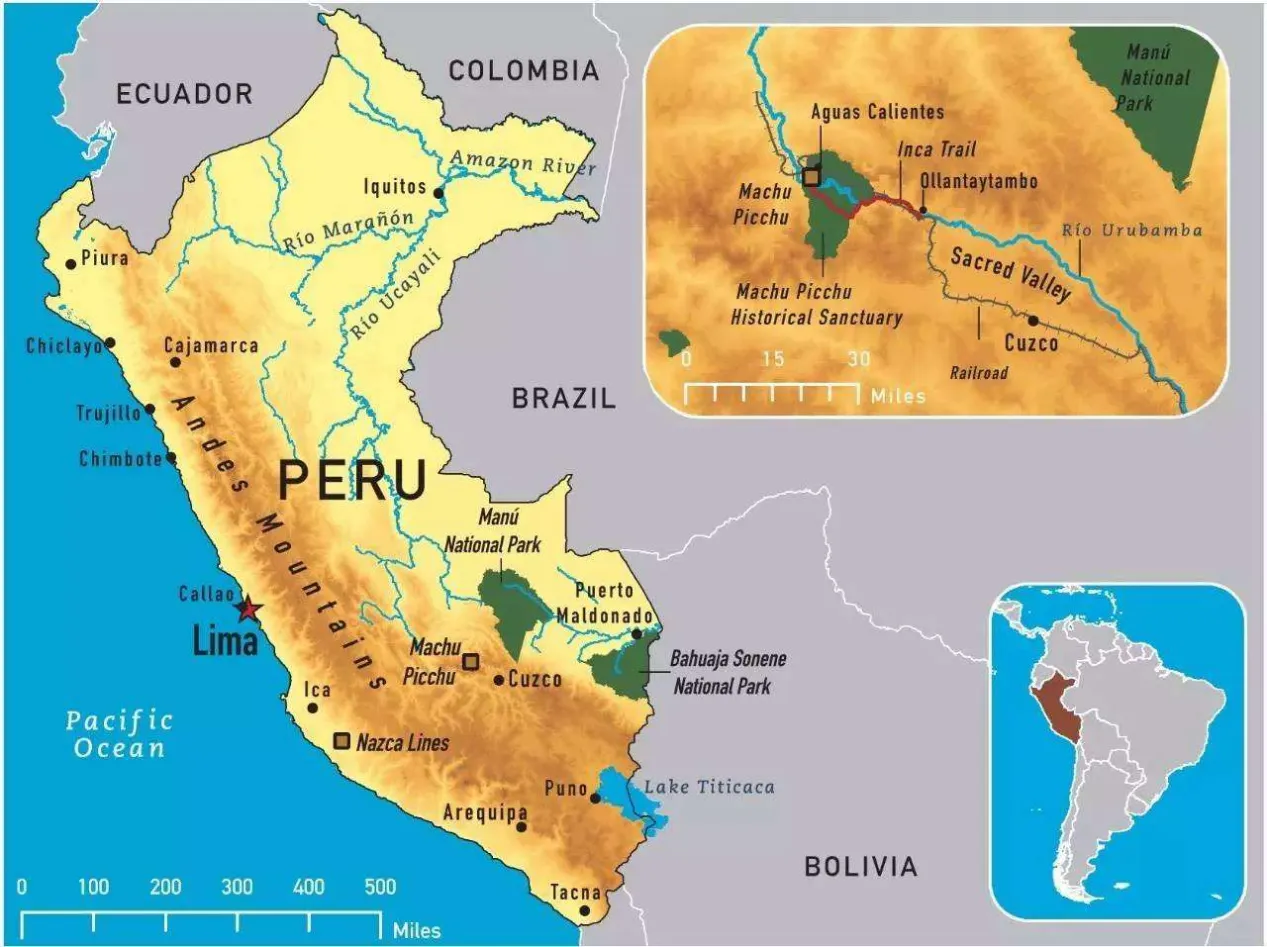 ECUADOR
COLOMBIA
Amazon River
Iquitos
Río Marañón
Río Ucayali
Piura
Chiclayo
Cajamarca
Trujillo
Chimbote
Andes Mountains
PERU
BRAZIL
Manú
National Park
Puerto
Maldonado
Callao
Lima
Machu
Picchu
Cuzco
Bahuaja Sonene
National Park
Ica
Nazca Lines
Pacific
Ocean
Puno
Lake Titicaca
Arequipa
Tacna
BOLIVIA
0 100 200 300 400 500
Miles
Manú
National
Park
Aguas Calientes
Inca Trail
Ollantaytambo
Machu
Picchu
Río Urubamba
Sacred Valley
Machu Picchu
Historical Sanctuary
Cuzco
Railroad
0 15 30
Miles